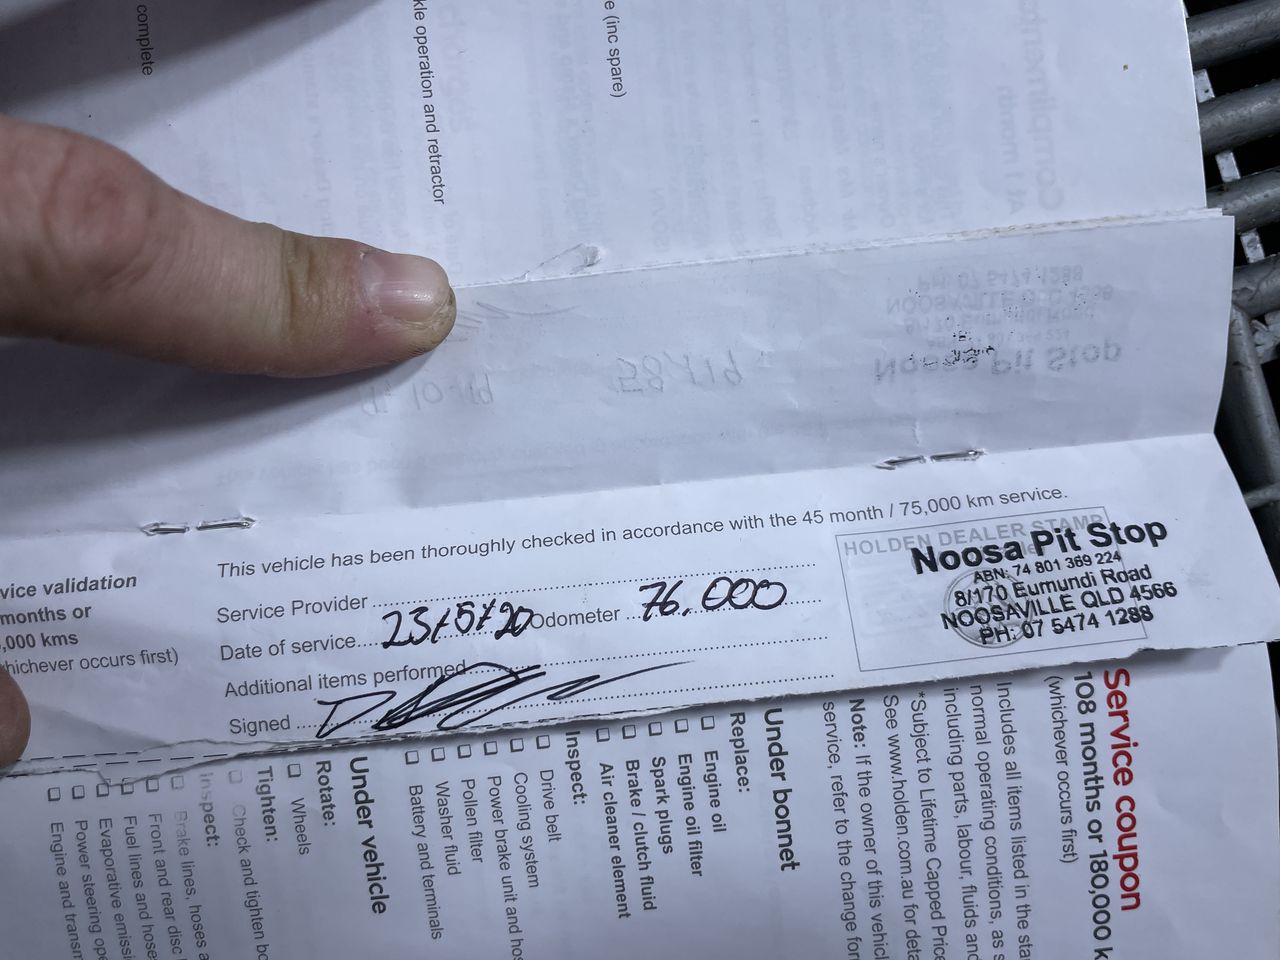 complete
kle operation and retractor
e (inc spare)
This vehicle has been thoroughly checked in accordance with the 45 month / 75,000 km service.
vice validation
months or
,000 kms
hichever occurs first)
Service Provider
Date of service 23/5/20 Odometer 76.000
Additional items performed
Signed
HOLDEN DEALER STAMP
Noosa Pit Stop
ABN: 74 801 369 224
8/170 Eumundi Road
NOOSAVILLE QLD 4566
PH: 07 5474 1288
Service coupon
108 months or 180,000 k
(whichever occurs first)
Includes all items listed in the sta
normal operating conditions, as s
including parts, labour, fluids and
*Subject to Lifetime Capped Price
See www.holden.com.au for deta
Note: If the owner of this vehicl
service, refer to the change for
Under bonnet
Replace:
Engine oil
Engine oil filter
Spark plugs
Brake / clutch fluid
Air cleaner element
Inspect:
Drive belt
Cooling system
Power brake unit and hos
Pollen filter
Washer fluid
Battery and terminals
Under vehicle
Rotate:
Wheels
Tighten:
Check and tighten bo
Inspect:
Brake lines, hoses a
Front and rear disc
Fuel lines and hose
Evaporative emissi
Power steering ope
Engine and transm